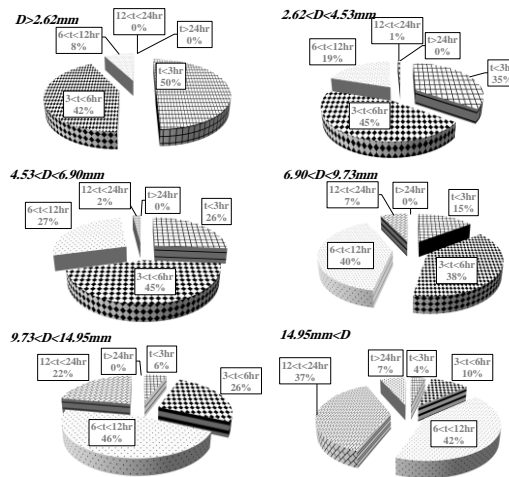 D>2.62mm
12<t<24hr
0%
t>24hr
0%
6<t<12hr
8%
t<3hr
50%
3<t<6hr
42%
2.62<D<4.53mm
12<t<24hr
1%
t>24hr
0%
6<t<12hr
19%
t<3hr
35%
3<t<6hr
45%
4.53<D<6.90mm
12<t<24hr
2%
t>24hr
0%
t<3hr
26%
6<t<12hr
27%
3<t<6hr
45%
6.90<D<9.73mm
12<t<24hr
7%
t>24hr
0%
t<3hr
15%
6<t<12hr
40%
3<t<6hr
38%
9.73<D<14.95mm
12<t<24hr
22%
t>24hr
0%
t<3hr
6%
3<t<6hr
26%
6<t<12hr
46%
14.95mm<D
12<t<24hr
37%
t>24hr
7%
t<3hr
4%
3<t<6hr
10%
6<t<12hr
42%